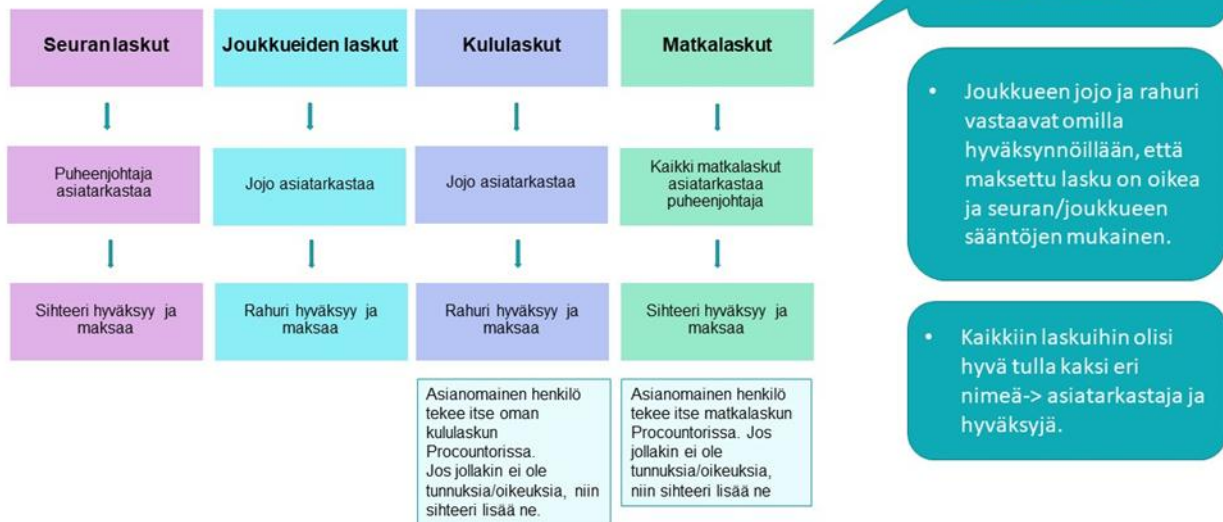 Seuran laskut
Joukkueiden laskut
Kululaskut
Matkalaskut
Puheenjohtaja
asiatarkastaa
Jojo asiatarkastaa
Jojo asiatarkastaa
Kaikki matkalaskut
asiatarkastaa
puheenjohtaja
Sihteeri hyväksyy ja
maksaa
Rahuri hyväksyy ja
maksaa
Rahuri hyväksyy ja
maksaa
Sihteeri hyväksyy ja
maksaa
Asianomainen henkilö
tekee itse oman
kululaskun
Procountorissa.
Jos jollakin ei ole
tunnuksia/oikeuksia, niin
sihteeri lisää ne.
Asianomainen henkilö
tekee itse matkalaskun
Procountorissa. Jos
jollakin ei ole
tunnuksia/oikeuksia,
niin sihteeri lisää ne
• Joukkueen jojo ja rahuri
vastaavat omilla
hyväksynnöillään, että
maksettu lasku on oikea
ja seuran/joukkueen
sääntöjen mukainen.
• Kaikkiin laskuihin olisi
hyvä tulla kaksi eri
nimeä-> asiatarkastaja ja
hyväksyjä.